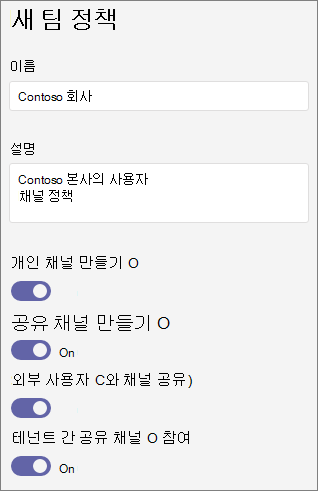 새 팀 정책
이름
Contoso 회사
설명
Contoso 본사의 사용자
채널 정책
개인 채널 만들기 O
공유 채널 만들기 O
On
외부 사용자 C와 채널 공유)
테넌트 간 공유 채널 O 참여
On